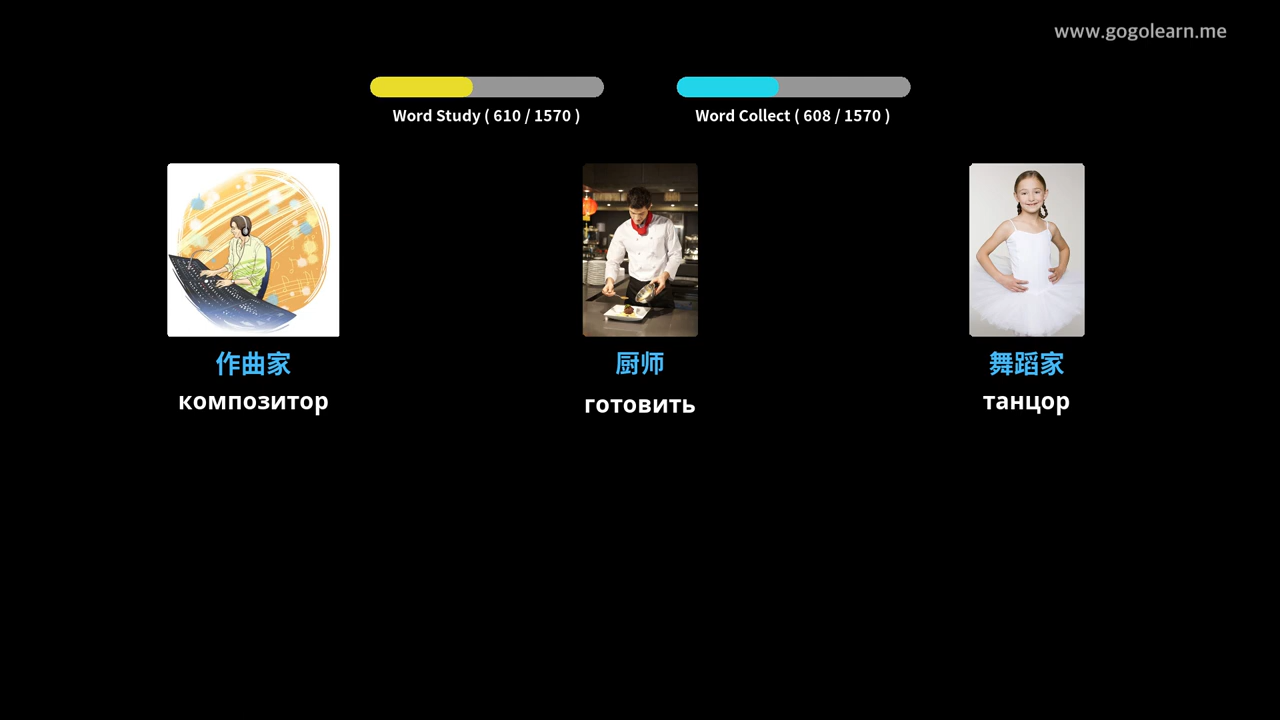 www.gogolearn.me
Word Study ( 610 / 1570 )
Word Collect ( 608 / 1570 )
作曲家
композитор
厨师
готовить
舞蹈家
танцор